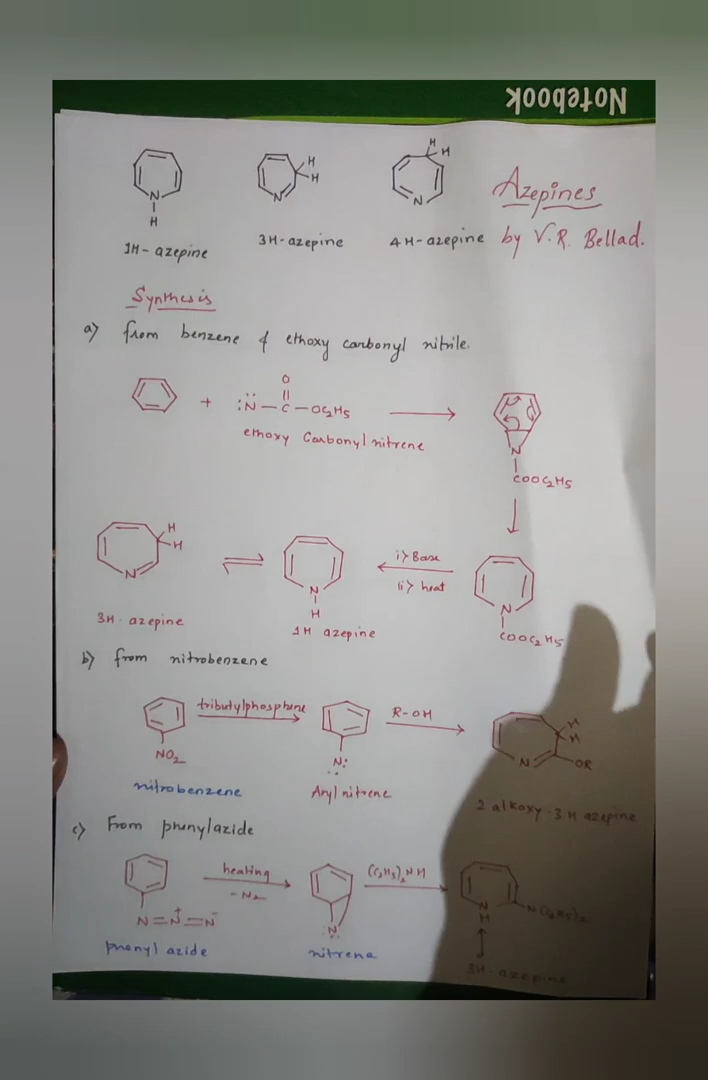 Notebook
N
H
1H- azepine
H
H
N
3H-azepine
H
H
N
4H-azepine
Azepines
by V.R. Bellad.
Synthesis
a) from benzene & ethoxy carbonyl nitrile.
+
O
:N̈ — C — OC2H5
ethoxy Carbonyl nitrene
N
COOC2H5
H
H
N
3H- azepine
N
H
1H azepine
i> Base
ii> heat
N
COOC2H5
b) from nitrobenzene
NO2
nitrobenzene
tributylphosphene
N:
Aryl nitrene
R-OH
H
H
N
OR
2 alkoxy-3H azepine
c) From phenylazide
N=N+=N-
phenyl azide
heating
-N2
N
nitrena
(C2H5)2NH
N
H
N(C2H5)2
3H-azepine